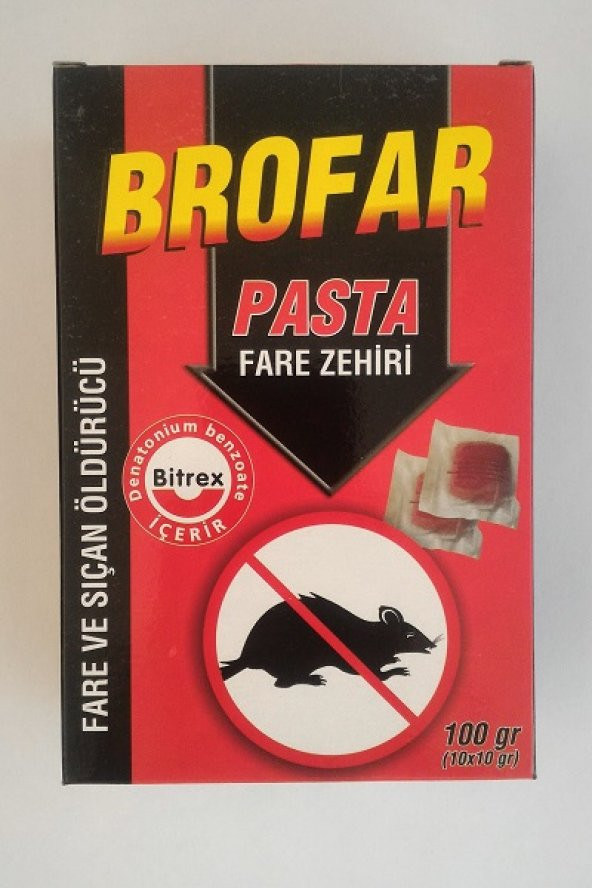 BROFAR
PASTA
FARE ZEHİRİ
FARE VE SIÇAN ÖLDÜRÜCÜ
Denatonium benzoate
Bitrex
İÇERİR
100 gr
(10x10 gr)